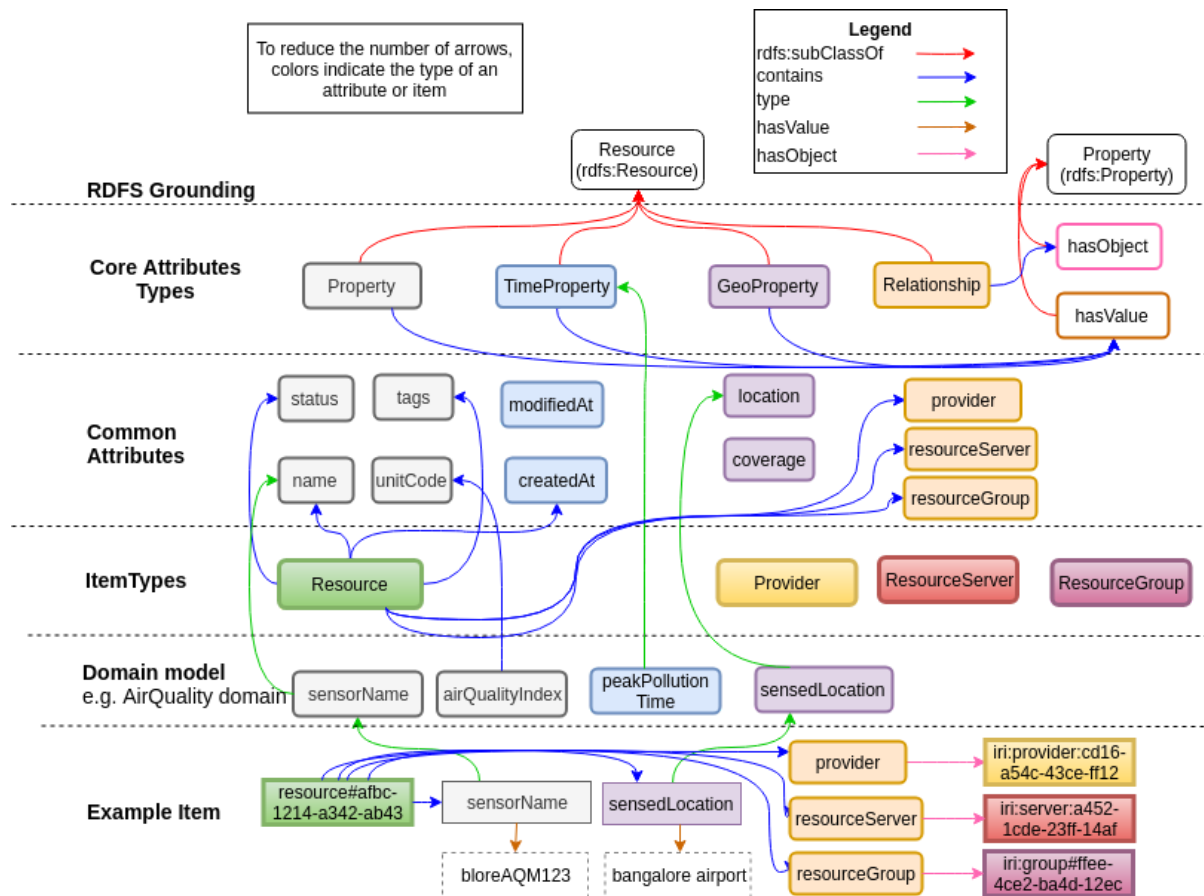 To reduce the number of arrows,
colors indicate the type of an
attribute or item
Legend
rdfs:subClassOf
contains
type
hasValue
hasObject
Resource
(rdfs:Resource)
Property
(rdfs:Property)
RDFS Grounding
Core Attributes
Types
Property
TimeProperty
GeoProperty
Relationship
hasObject
hasValue
Common
Attributes
status
tags
modifiedAt
location
provider
name
unitCode
createdAt
coverage
resourceServer
resourceGroup
ItemTypes
Resource
Provider
ResourceServer
ResourceGroup
Domain model
e.g. AirQuality domain
sensorName
airQualityIndex
peakPollution
Time
sensedLocation
Example Item
resource#afbc-
1214-a342-ab43
sensorName
sensedLocation
provider
resourceServer
resourceGroup
iri:provider:cd16-
a54c-43ce-ff12
iri:server:a452-
1cde-23ff-14af
iri:group#ffee-
4ce2-ba4d-12ec
bloreAQM123
bangalore airport